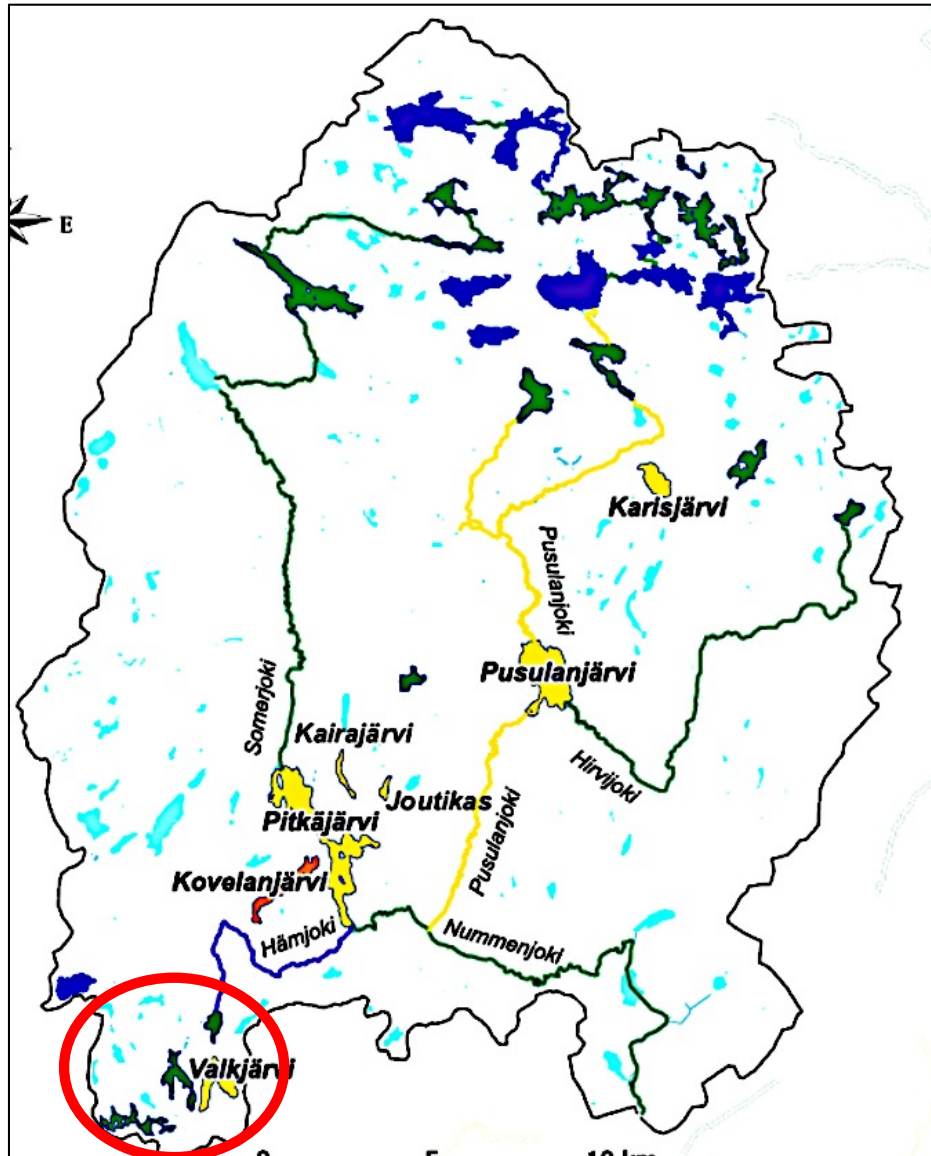 E
Karisjärvi
Pusulanjoki
Pusulanjärvi
Somerjoki
Kairajärvi
Hirvijoki
Joutikas
Pitkäjärvi
Pusulanjoki
Kovelanjärvi
Hämjoki
Nummenjoki
Valkjärvi